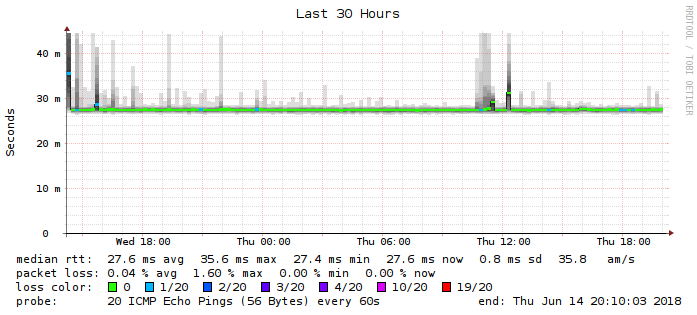 Last 30 Hours
RRDTOOL / TOBI OETIKER
Seconds
40 m
30 m
20 m
10 m
0
Wed 18:00 Thu 00:00 Thu 06:00 Thu 12:00 Thu 18:00
median rtt: 27.6 ms avg 35.6 ms max 27.4 ms min 27.6 ms now 0.8 ms sd 35.8 am/s
packet loss: 0.04 % avg 1.60 % max 0.00 % min 0.00 % now
loss color: 0 1/20 2/20 3/20 4/20 10/20 19/20
probe: 20 ICMP Echo Pings (56 Bytes) every 60s end: Thu Jun 14 20:10:03 2018